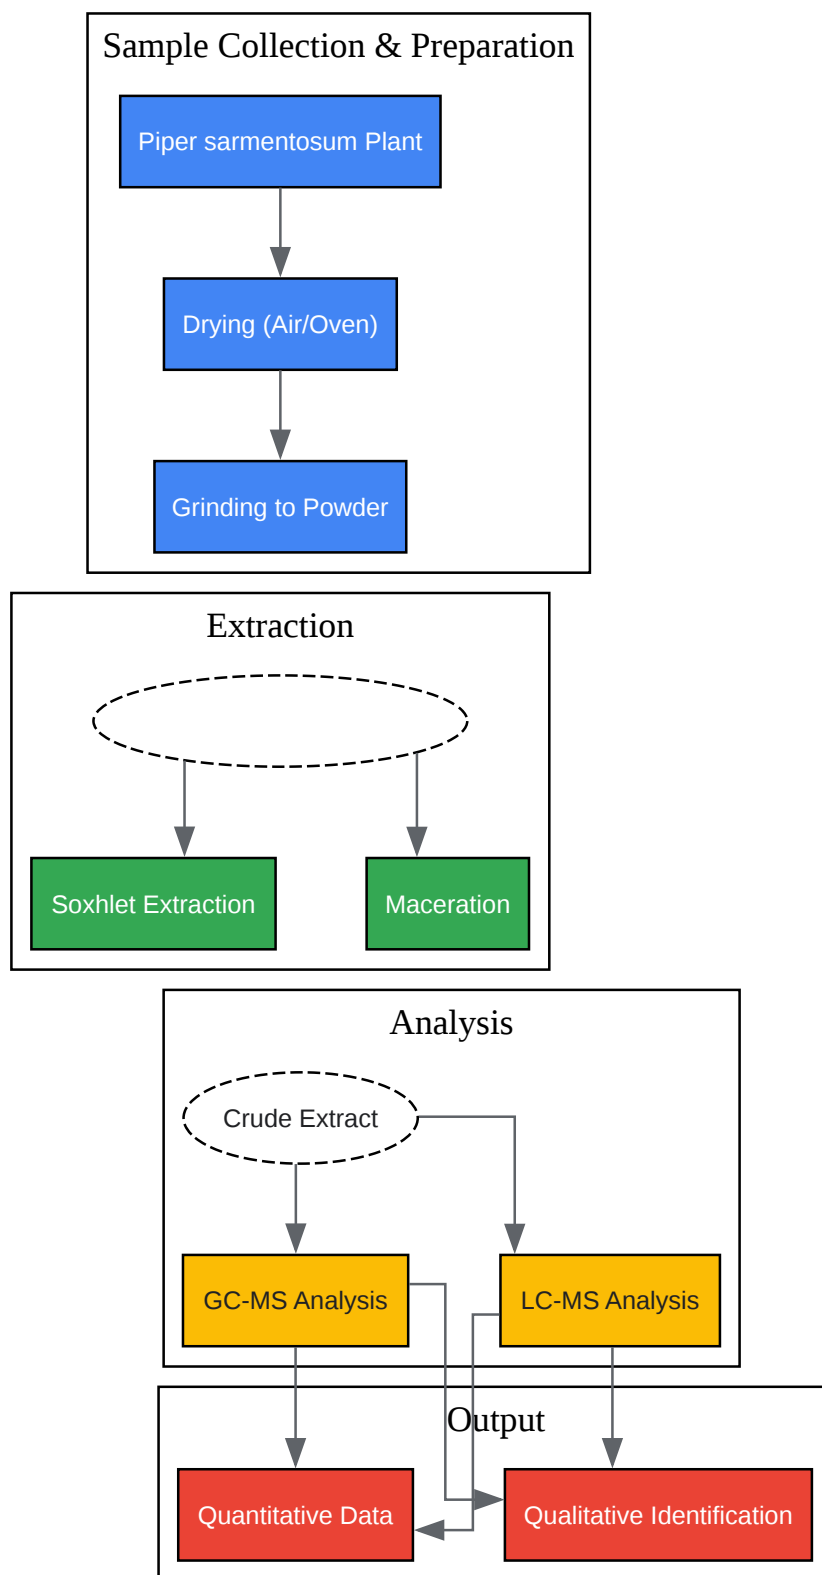 Sample Collection & Preparation
Piper sarmentosum Plant
Drying (Air/Oven)
Grinding to Powder
Extraction
Soxhlet Extraction
Maceration
Analysis
Crude Extract
GC-MS Analysis
LC-MS Analysis
Output
Quantitative Data
Qualitative Identification